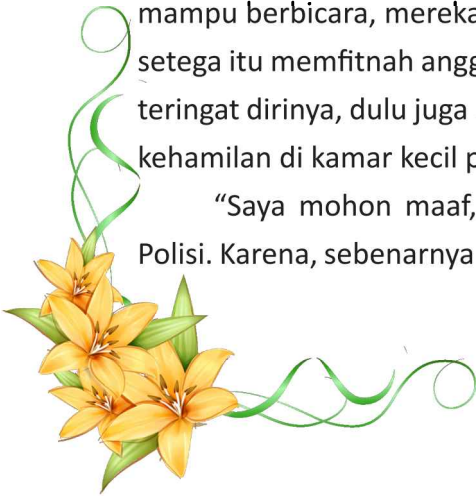 mampu berbicara, mereka
setega itu memfitnah angg
teringat dirinya, dulu juga
kehamilan di kamar kecil p
“Saya mohon maaf,
Polisi. Karena, sebenarnya